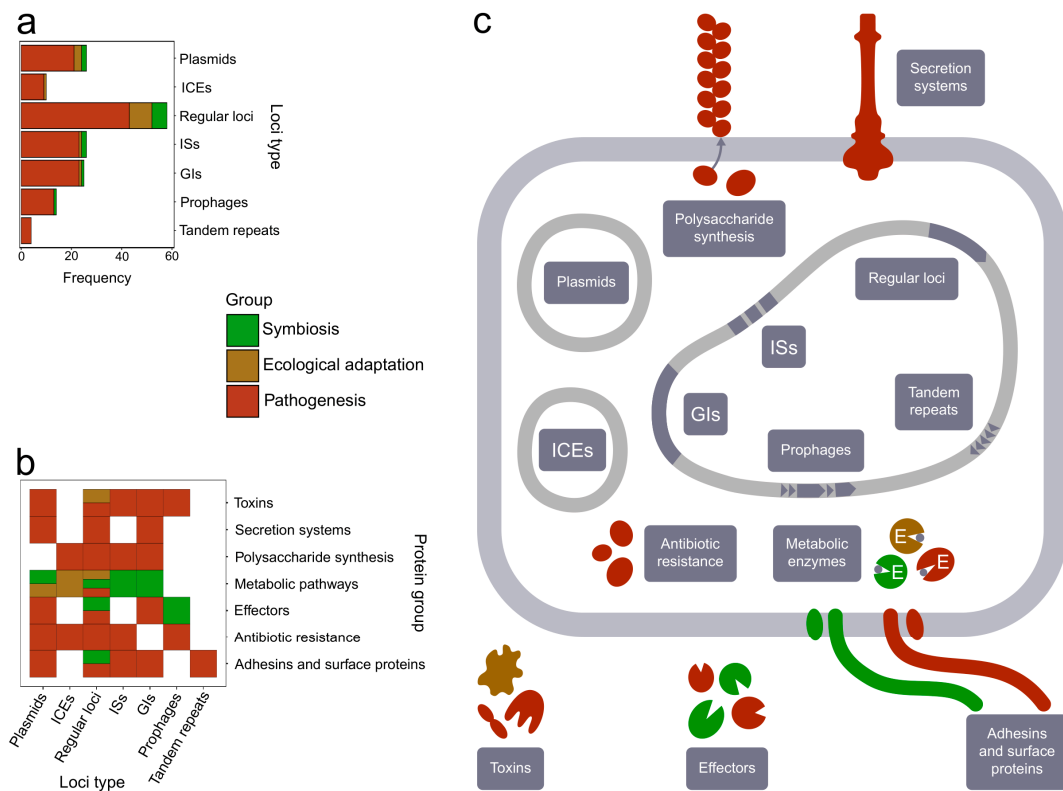 a
Plasmids
ICEs
Regular loci
ISs
GIs
Prophages
Tandem repeats
Loci type
0
20
40
60
Frequency
Group
Symbiosis
Ecological adaptation
Pathogenesis
b
Toxins
Secretion systems
Polysaccharide synthesis
Metabolic pathways
Effectors
Antibiotic resistance
Adhesins and surface proteins
Protein group
Plasmids
ICEs
Regular loci
ISs
GIs
Prophages
Tandem repeats
Loci type
c
Secretion
systems
Polysaccharide
synthesis
Plasmids
Regular loci
ISs
Tandem
repeats
GIs
ICEs
Prophages
Antibiotic
resistance
Metabolic
enzymes
E
E
E
Toxins
Effectors
Adhesins
and surface
proteins